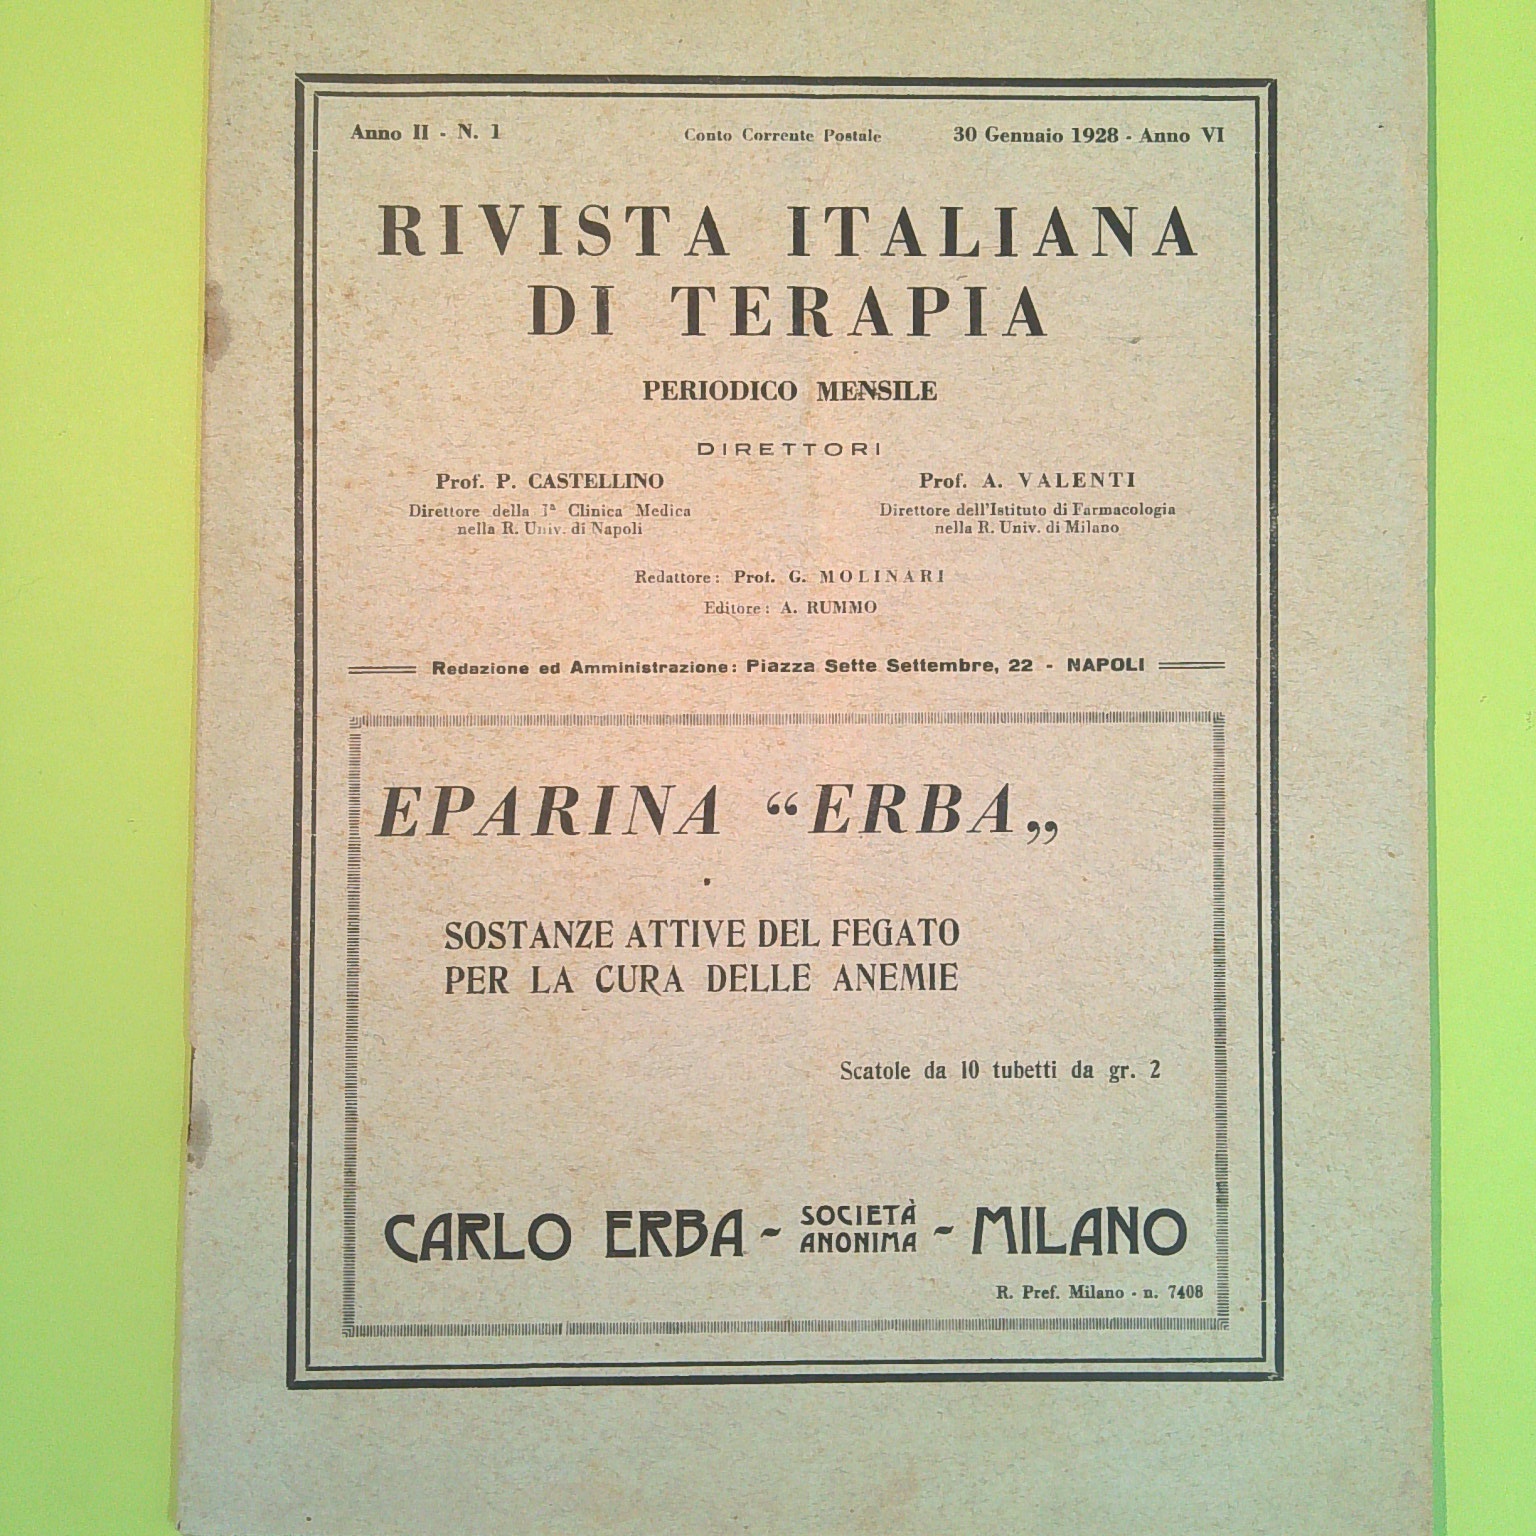 Anno II - N. 1 Conto Corrente Postale 30 Gennaio 1928 - Anno VI
RIVISTA ITALIANA
DI TERAPIA
PERIODICO MENSILE
DIRETTORI
Prof. P. CASTELLINO
Direttore della Iª Clinica Medica
nella R. Univ. di Napoli
Prof. A. VALENTI
Direttore dell'Istituto di Farmacologia
nella R. Univ. di Milano
Redattore: Prof. G. MOLINARI
Editore: A. RUMMO
Redazione ed Amministrazione: Piazza Sette Settembre, 22 - NAPOLI
EPARINA “ERBA„
SOSTANZE ATTIVE DEL FEGATO
PER LA CURA DELLE ANEMIE
Scatole da 10 tubetti da gr. 2
CARLO ERBA - SOCIETÀ ANONIMA - MILANO
R. Pref. Milano - n. 7408